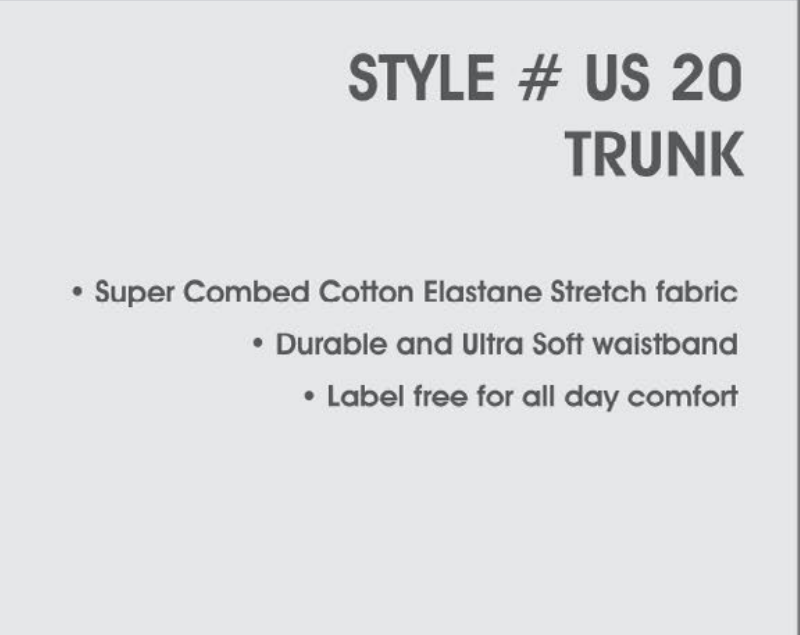 STYLE # US 20
TRUNK
• Super Combed Cotton Elastane Stretch fabric
• Durable and Ultra Soft waistband
• Label free for all day comfort